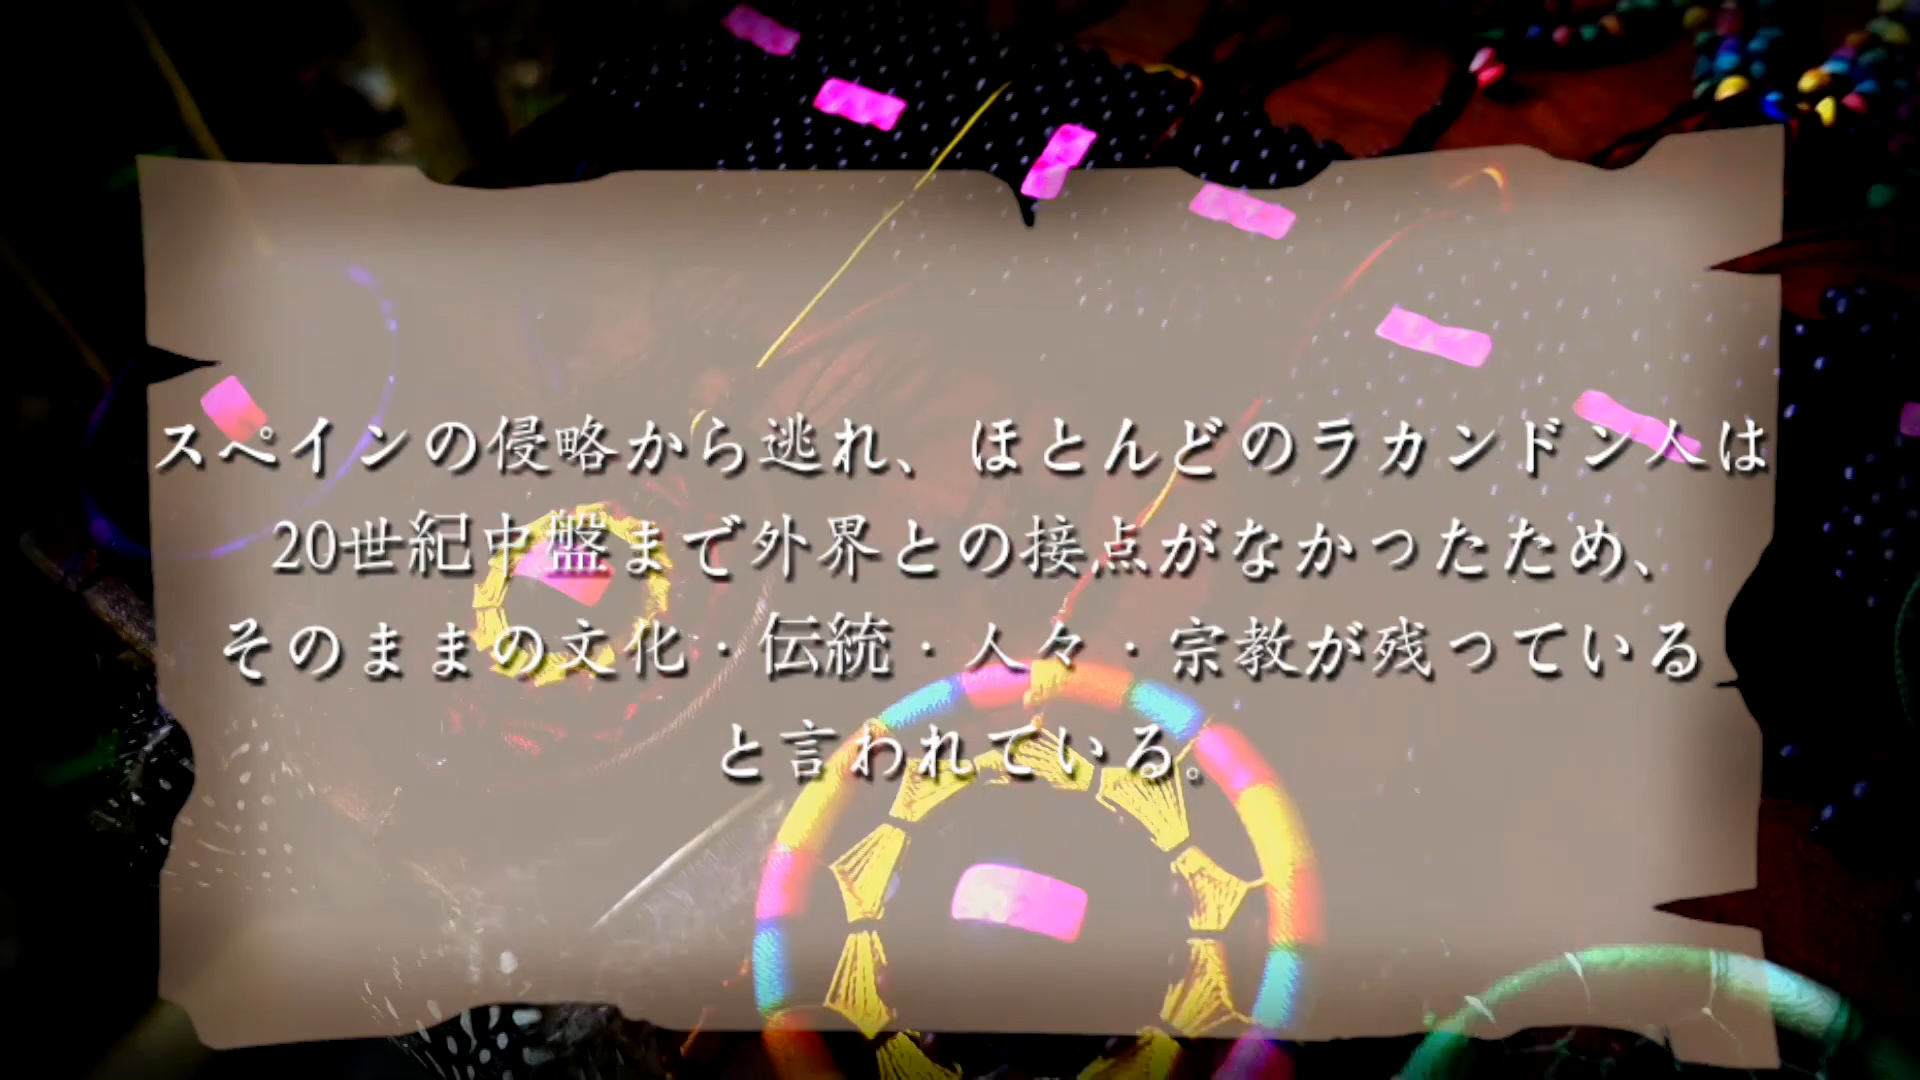 スペインの侵略から逃れ、ほとんどのラカンドン人は
20世紀中盤まで外界との接点がなかったため、
そのままの文化・伝統・人々・宗教が残っている
と言われている。